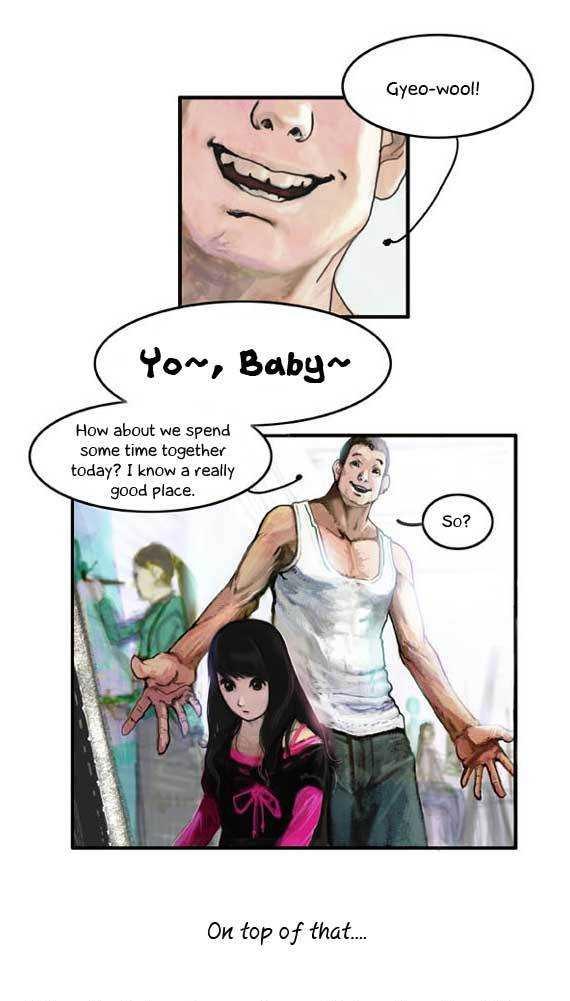 Gyeo-wool!
Yo~, Baby~
How about we spend
some time together
today? I know a really
good place.
So?
On top of that....